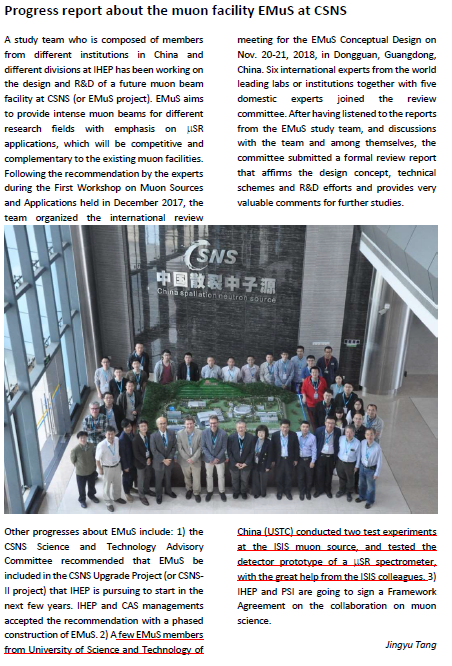 Progress report about the muon facility EMuS at CSNS
A study team who is composed of members
from different institutions in China and
different divisions at IHEP has been working on
the design and R&D of a future muon beam
facility at CSNS (or EMuS project). EMuS aims
to provide intense muon beams for different
research fields with emphasis on µSR
applications, which will be competitive and
complementary to the existing muon facilities.
Following the recommendation by the experts
during the First Workshop on Muon Sources
and Applications held in December 2017, the
team organized the international review
meeting for the EMuS Conceptual Design on
Nov. 20-21, 2018, in Dongguan, Guangdong,
China. Six international experts from the world
leading labs or institutions together with five
domestic experts joined the review
committee. After having listened to the reports
from the EMuS study team, and discussions
with the team and among themselves, the
committee submitted a formal review report
that affirms the design concept, technical
schemes and R&D efforts and provides very
valuable comments for further studies.
CSNS
中国散裂中子源
China spallation neutron source
Other progresses about EMuS include: 1) the
CSNS Science and Technology Advisory
Committee recommended that EMuS be
included in the CSNS Upgrade Project (or CSNS-
II project) that IHEP is pursuing to start in the
next few years. IHEP and CAS managements
accepted the recommendation with a phased
construction of EMuS. 2) A few EMuS members
from University of Science and Technology of
China (USTC) conducted two test experiments
at the ISIS muon source, and tested the
detector prototype of a µSR spectrometer,
with the great help from the ISIS colleagues. 3)
IHEP and PSI are going to sign a Framework
Agreement on the collaboration on muon
science.
Jingyu Tang